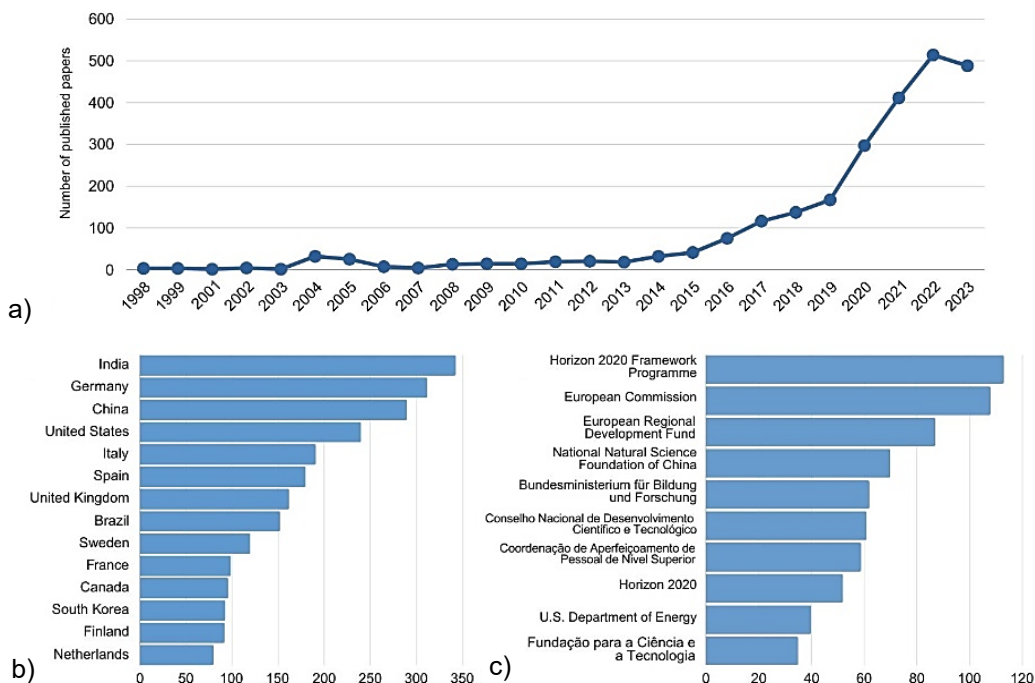 600
500
400
300
200
100
0
Number of published papers
1998
1999
2001
2002
2003
2004
2005
2006
2007
2008
2009
2010
2011
2012
2013
2014
2015
2016
2017
2018
2019
2020
2021
2022
2023
a)
India
Germany
China
United States
Italy
Spain
United Kingdom
Brazil
Sweden
France
Canada
South Korea
Finland
Netherlands
0 50 100 150 200 250 300 350
b)
Horizon 2020 Framework
Programme
European Commission
European Regional
Development Fund
National Natural Science
Foundation of China
Bundesministerium für Bildung
und Forschung
Conselho Nacional de Desenvolvimento
Científico e Tecnológico
Coordenação de Aperfeiçoamento de
Pessoal de Nível Superior
Horizon 2020
U.S. Department of Energy
Fundação para a Ciência e
a Tecnologia
0 20 40 60 80 100 120
c)